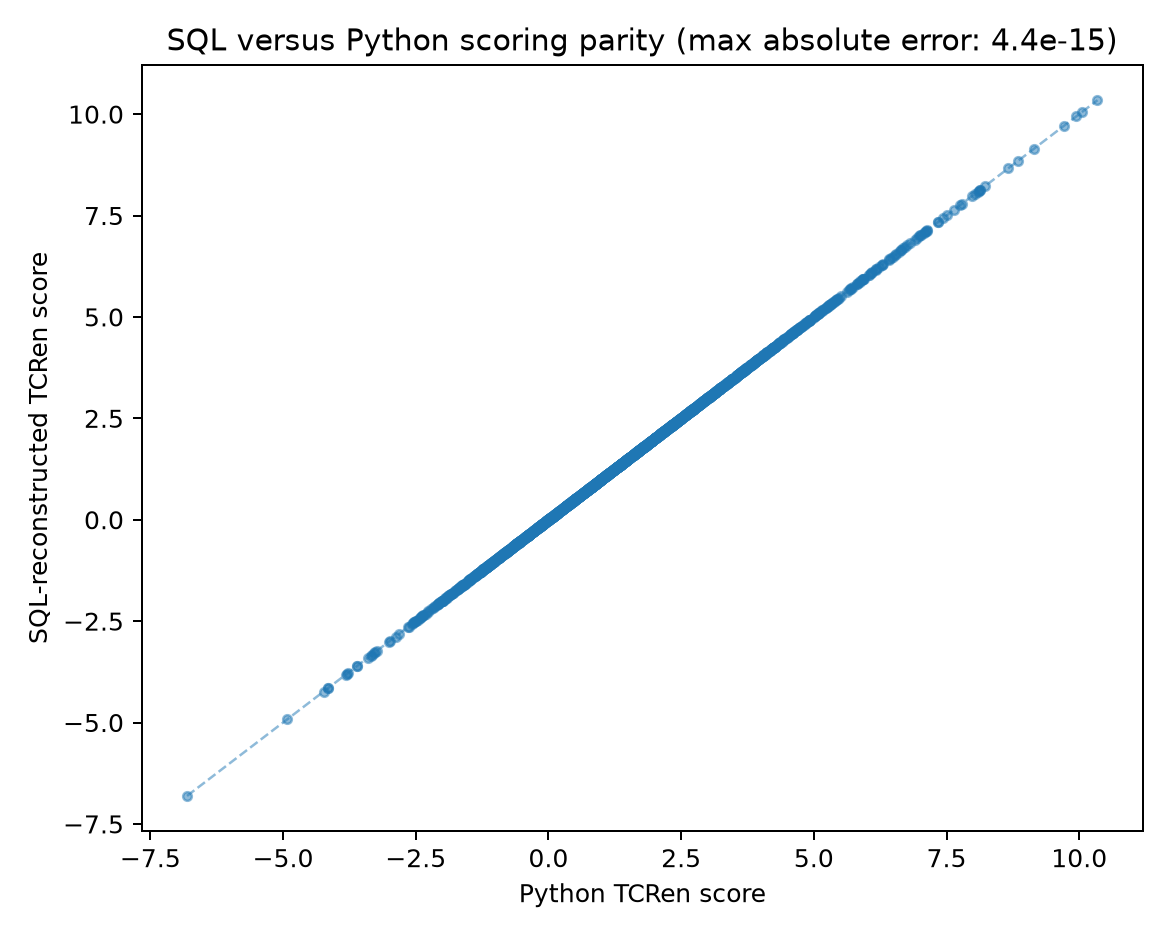 SQL versus Python scoring parity (max absolute error: 4.4e-15)
SQL-reconstructed TCRen score
10.0
7.5
5.0
2.5
0.0
−2.5
−5.0
−7.5
−7.5 −5.0 −2.5 0.0 2.5 5.0 7.5 10.0
Python TCRen score